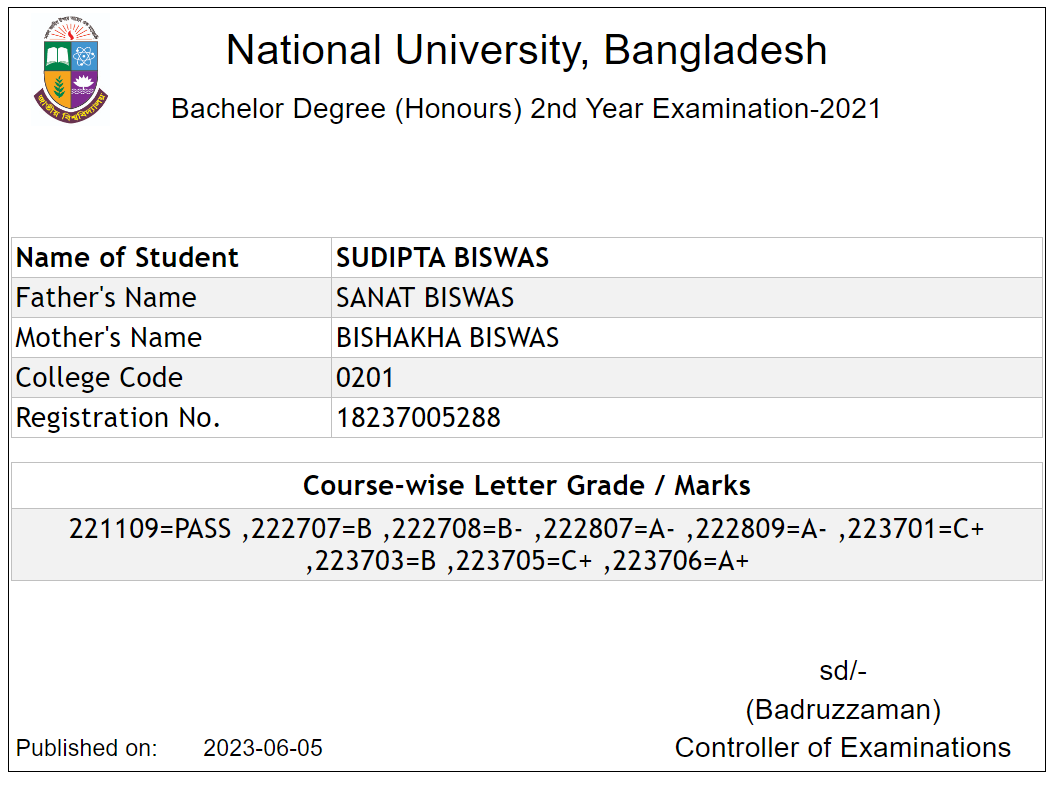 National University, Bangladesh
Bachelor Degree (Honours) 2nd Year Examination-2021
Name of Student SUDIPTA BISWAS
Father's Name SANAT BISWAS
Mother's Name BISHAKHA BISWAS
College Code 0201
Registration No. 18237005288
Course-wise Letter Grade / Marks
221109=PASS ,222707=B ,222708=B- ,222807=A- ,222809=A- ,223701=C+
,223703=B ,223705=C+ ,223706=A+
sd/-
(Badruzzaman)
Published on: 2023-06-05 Controller of Examinations
জাতীয় বিশ্ববিদ্যালয়